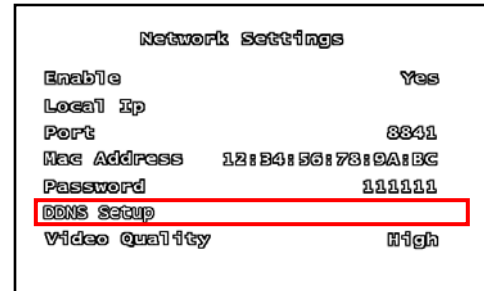 Network Settings
Enable Yes
Local Ip
Port 8841
Mac Address 12:34:56:78:9A:BC
Password 111111
DDNS Setup
Video Quality High